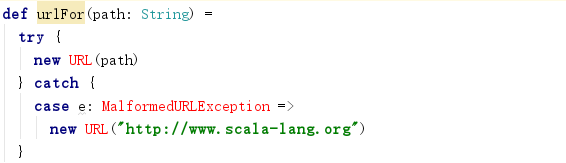 def urlFor(path: String) =
  try {
    new URL(path)
  } catch {
    case e: MalformedURLException =>
      new URL("http://www.scala-lang.org")
  }